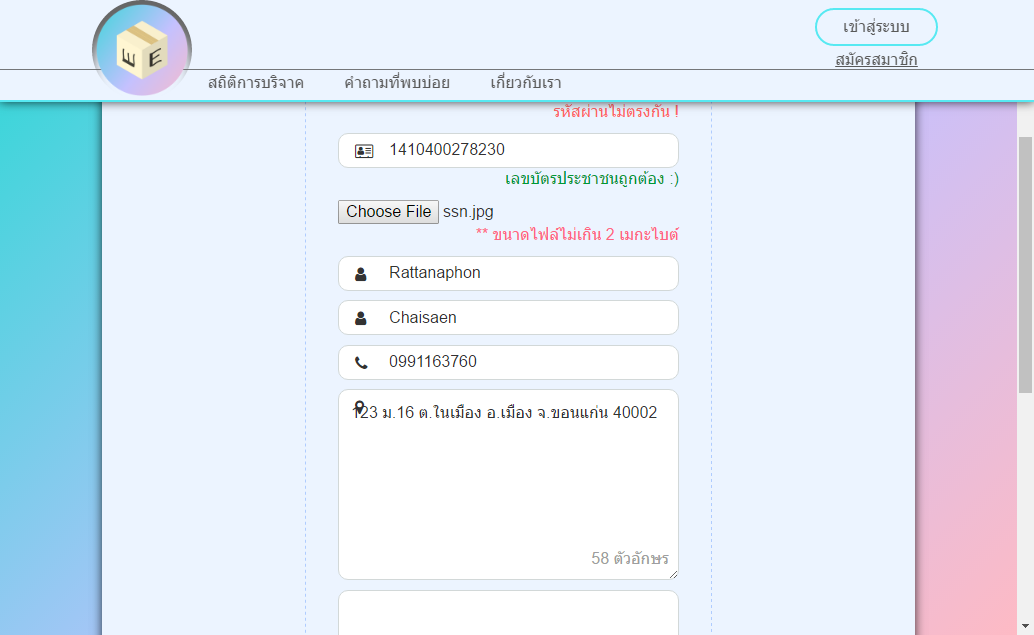 เข้าสู่ระบบ
สมัครสมาชิก
W E
สถิติการบริจาค คำถามที่พบบ่อย เกี่ยวกับเรา
รหัสผ่านไม่ตรงกัน !
1410400278230
เลขบัตรประชาชนถูกต้อง :)
Choose File ssn.jpg
** ขนาดไฟล์ไม่เกิน 2 เมกะไบต์
Rattanaphon
Chaisaen
0991163760
123 ม.16 ต.ในเมือง อ.เมือง จ.ขอนแก่น 40002
58 ตัวอักษร